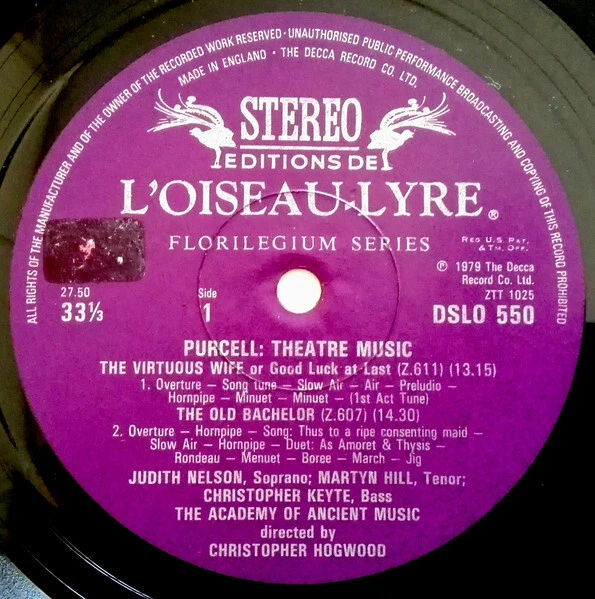 ALL RIGHTS OF THE MANUFACTURER AND OF THE OWNER OF THE RECORDED WORK RESERVED · UNAUTHORISED PUBLIC PERFORMANCE BROADCASTING AND COPYING OF THIS RECORD PROHIBITED
MADE IN ENGLAND · THE DECCA RECORD CO. LTD.
STEREO
EDITIONS DE
L'OISEAU-LYRE®
FLORILEGIUM SERIES
REG U.S. PAT.
& TM. OFF.
℗ 1979 The Decca
Record Co. Ltd.
27.50
Side
ZTT 1025
33⅓
1
DSLO 550
PURCELL: THEATRE MUSIC
THE VIRTUOUS WIFE or Good Luck at Last (Z.611) (13.15)
1. Overture – Song tune – Slow Air – Air – Preludio –
Hornpipe – Minuet – Minuet – (1st Act Tune)
THE OLD BACHELOR (Z.607) (14.30)
2. Overture – Hornpipe – Song: Thus to a ripe consenting maid –
Slow Air – Hornpipe – Duet: As Amoret & Thysis –
Rondeau – Menuet – Boree – March – Jig
JUDITH NELSON, Soprano; MARTYN HILL, Tenor;
CHRISTOPHER KEYTE, Bass
THE ACADEMY OF ANCIENT MUSIC
directed by
CHRISTOPHER HOGWOOD